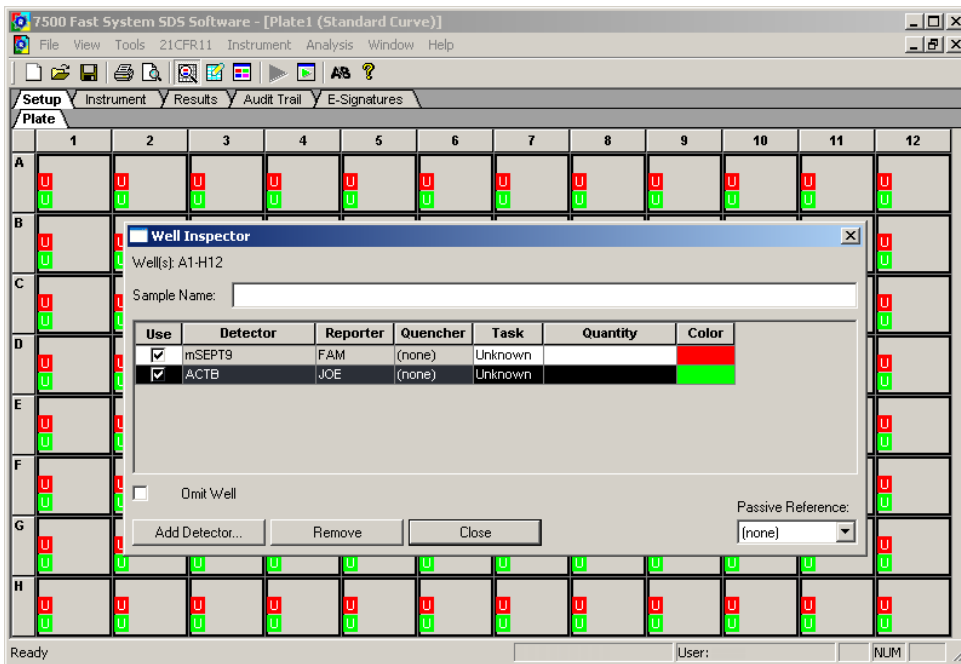 7500 Fast System SDS Software - [Plate1 (Standard Curve)]
File View Tools 21CFR11 Instrument Analysis Window Help
AB ?
Setup Instrument Results Audit Trail E-Signatures
Plate
1 2 3 4 5 6 7 8 9 10 11 12
A
U U U U U U U U U U U U
U U U U U U U U U U U U
B
U U U
U U U
Well Inspector
Well(s): A1-H12
C
Sample Name:
U U
U U
Use Detector Reporter Quencher Task Quantity Color
D
mSEPT9 FAM (none) Unknown
U U U
ACTB JOE (none) Unknown
U U U
E
U U U
U U U
F
U U U
U U U
Omit Well
Passive Reference:
G
Add Detector... Remove Close (none)
U U U
U U U U U U U U U U U U
H
U U U U U U U U U U U U
U U U U U U U U U U U U
Ready User: NUM